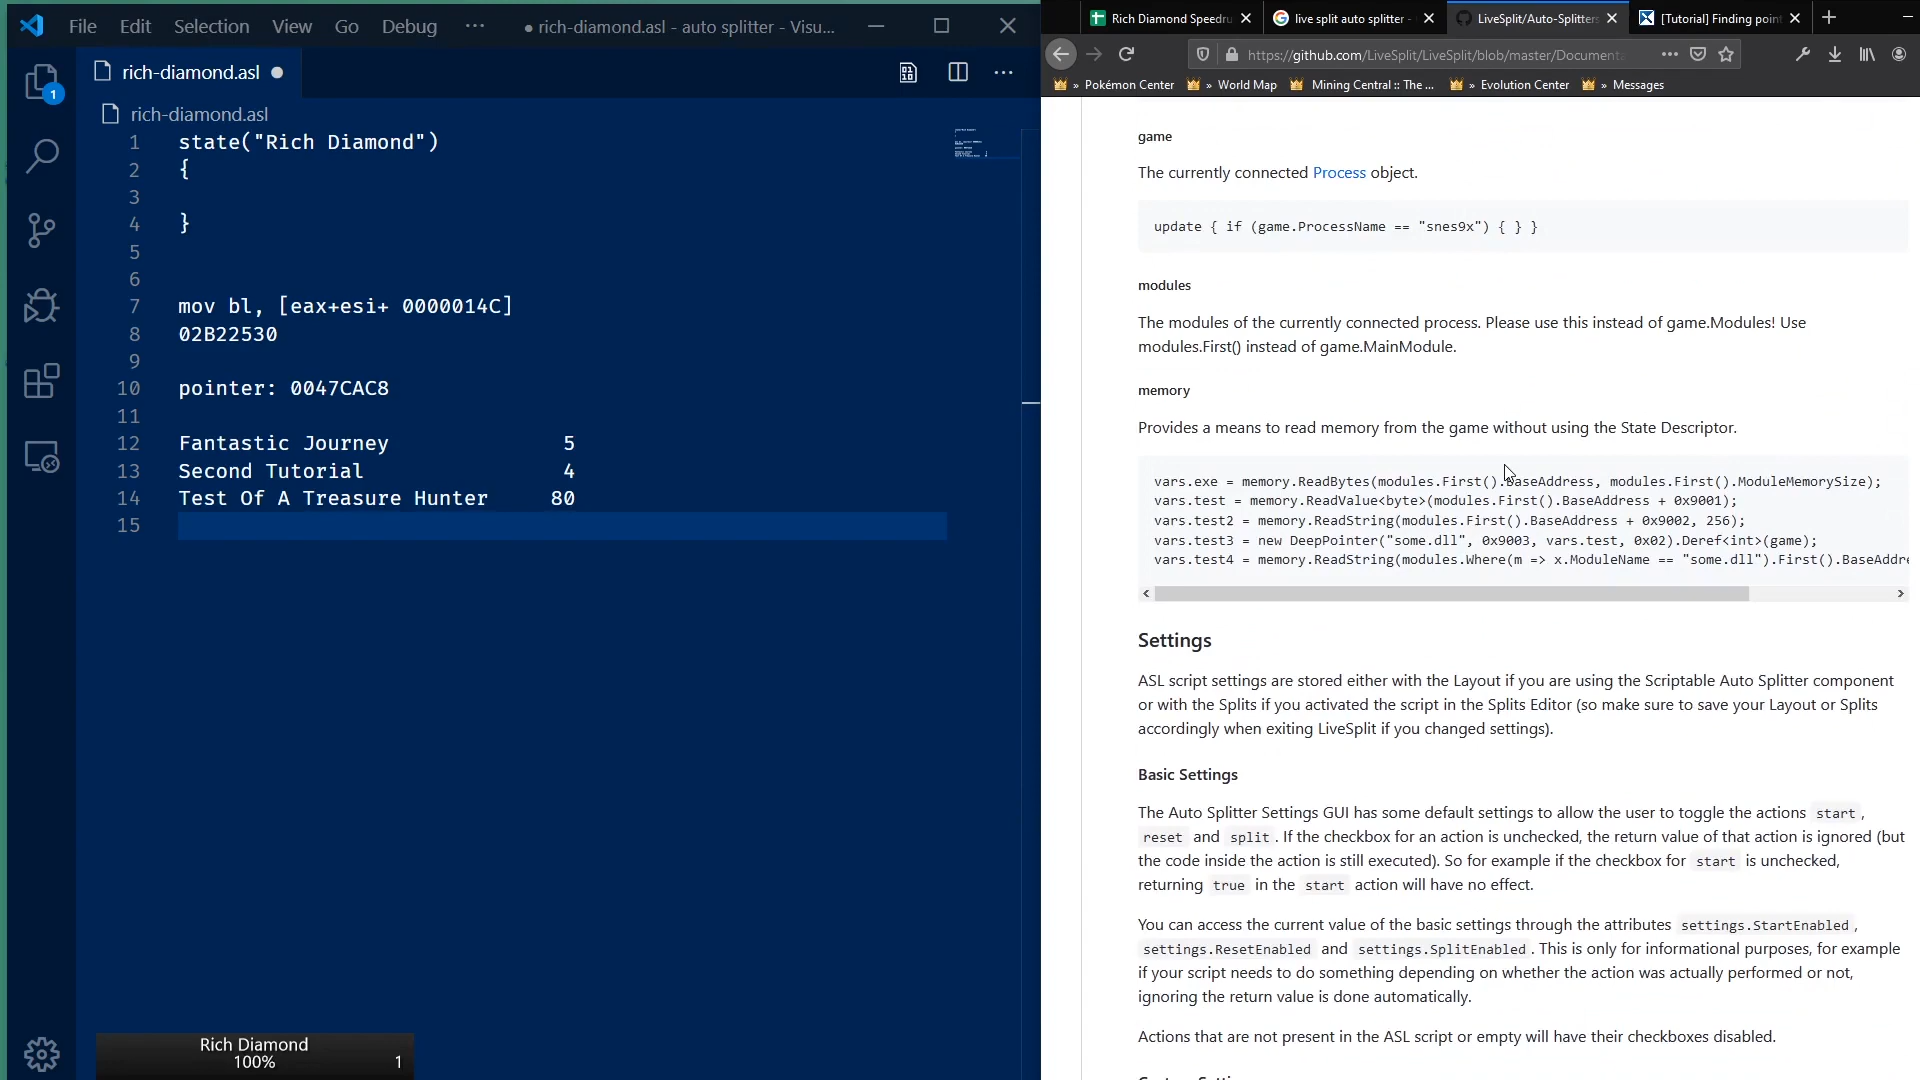 File Edit Selection View Go Debug ··· ● rich-diamond.asl - auto splitter - Visu...
rich-diamond.asl ●
1
rich-diamond.asl
1 state("Rich Diamond")
2 {
3
4 }
5
6
7 mov bl, [eax+esi+ 0000014C]
8 02B22530
9
10 pointer: 0047CAC8
11
12 Fantastic Journey 5
13 Second Tutorial 4
14 Test Of A Treasure Hunter 80
15
Rich Diamond
100% 1
Rich Diamond Speedru
live split auto splitter -
LiveSplit/Auto-Splitters
[Tutorial] Finding poin
https://github.com/LiveSplit/LiveSplit/blob/master/Documenta
» Pokémon Center » World Map Mining Central :: The ... » Evolution Center » Messages
game
The currently connected Process object.
update { if (game.ProcessName == "snes9x") { } }
modules
The modules of the currently connected process. Please use this instead of game.Modules! Use
modules.First() instead of game.MainModule.
memory
Provides a means to read memory from the game without using the State Descriptor.
vars.exe = memory.ReadBytes(modules.First().BaseAddress, modules.First().ModuleMemorySize);
vars.test = memory.ReadValue<byte>(modules.First().BaseAddress + 0x9001);
vars.test2 = memory.ReadString(modules.First().BaseAddress + 0x9002, 256);
vars.test3 = new DeepPointer("some.dll", 0x9003, vars.test, 0x02).Deref<int>(game);
vars.test4 = memory.ReadString(modules.Where(m => x.ModuleName == "some.dll").First().BaseAddre
Settings
ASL script settings are stored either with the Layout if you are using the Scriptable Auto Splitter component
or with the Splits if you activated the script in the Splits Editor (so make sure to save your Layout or Splits
accordingly when exiting LiveSplit if you changed settings).
Basic Settings
The Auto Splitter Settings GUI has some default settings to allow the user to toggle the actions start ,
reset and split . If the checkbox for an action is unchecked, the return value of that action is ignored (but
the code inside the action is still executed). So for example if the checkbox for start is unchecked,
returning true in the start action will have no effect.
You can access the current value of the basic settings through the attributes settings.StartEnabled ,
settings.ResetEnabled and settings.SplitEnabled . This is only for informational purposes, for example
if your script needs to do something depending on whether the action was actually performed or not,
ignoring the return value is done automatically.
Actions that are not present in the ASL script or empty will have their checkboxes disabled.